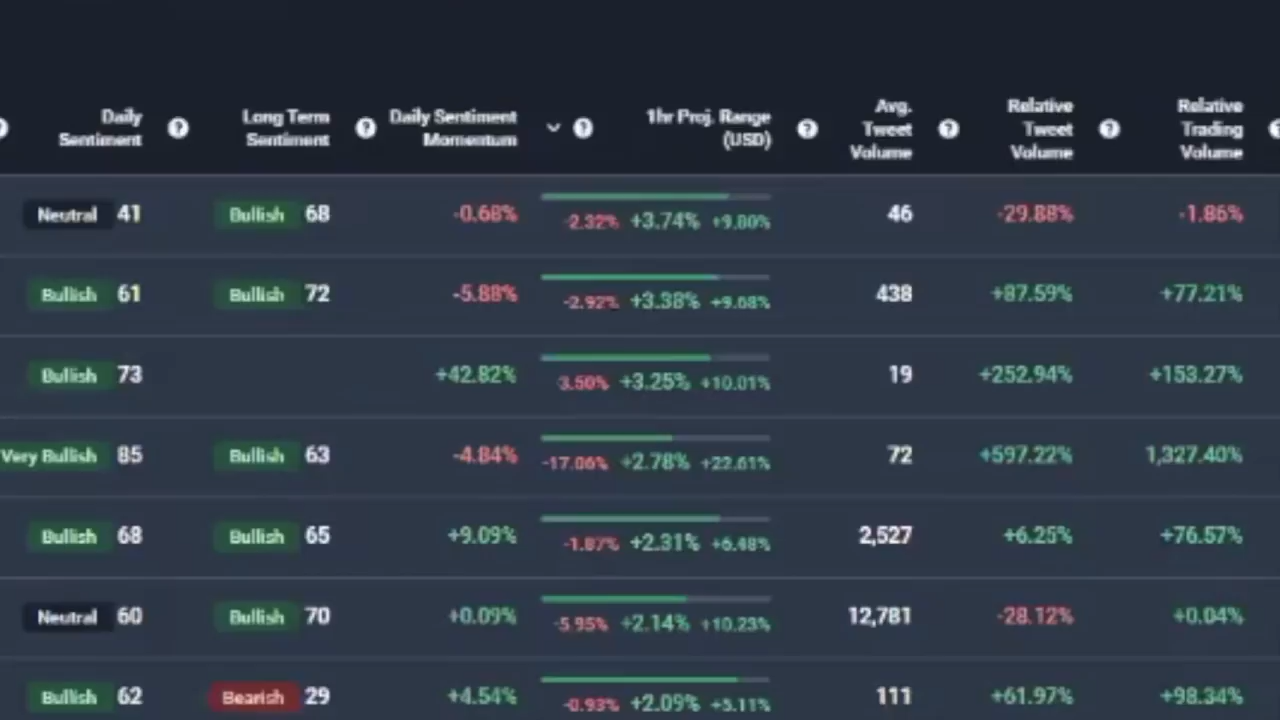 Daily Sentiment ? Long Term Sentiment ? Daily Sentiment Momentum ? 1hr Proj. Range (USD) ? Avg. Tweet Volume ? Relative Tweet Volume ? Relative Trading Volume
Neutral 41 Bullish 68 -0.68% -2.32% +3.74% +9.80% 46 -29.88% -1.86%
Bullish 61 Bullish 72 -5.88% -2.92% +3.38% +9.68% 438 +87.59% +77.21%
Bullish 73 +42.82% 3.50% +3.25% +10.01% 19 +252.94% +153.27%
Very Bullish 85 Bullish 63 -4.84% -17.06% +2.78% +22.61% 72 +597.22% 1,327.40%
Bullish 68 Bullish 65 +9.09% -1.87% +2.31% +6.48% 2,527 +6.25% +76.57%
Neutral 60 Bullish 70 +0.09% -5.95% +2.14% +10.23% 12,781 -28.12% +0.04%
Bullish 62 Bearish 29 +4.54% -0.93% +2.09% +5.11% 111 +61.97% +98.34%